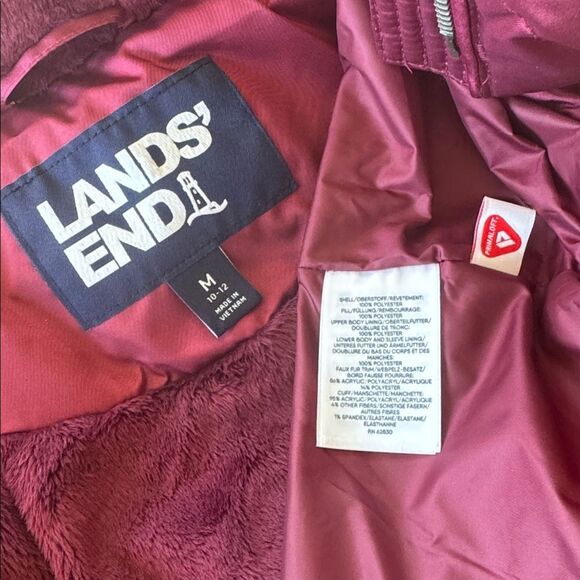 LANDS'
END
M
10-12
MADE IN
VIETNAM
PRIMALOFT
SHELL/OBERSTOFF/REVETEMENT:
100% POLYESTER
FILL/FÜLLUNG/REMBOURRAGE:
100% POLYESTER
UPPER BODY LINING/OBERTEILFUTTER/
DOUBLURE DE TRONC:
100% POLYESTER
LOWER BODY AND SLEEVE LINING/
UNTERES FUTTER UND ÄRMELFUTTER/
DOUBLURE DU BAS DU CORPS ET DES
MANCHES:
100% POLYESTER
FAUX FUR TRIM/WEBPELZ-BESATZ/
BORD FAUSSE FOURRURE:
86% ACRYLIC/POLYACRYL/ACRYLIQUE
14% POLYESTER
CUFF/MANSCHETTE/MANCHETTE:
95% ACRYLIC/POLYACRYL/ACRYLIQUE
4% OTHER FIBERS/SONSTIGE FASERN/
AUTRES FIBRES
1% SPANDEX/ELASTANE/ELASTAN/
ELASTHANNE
RN 62830